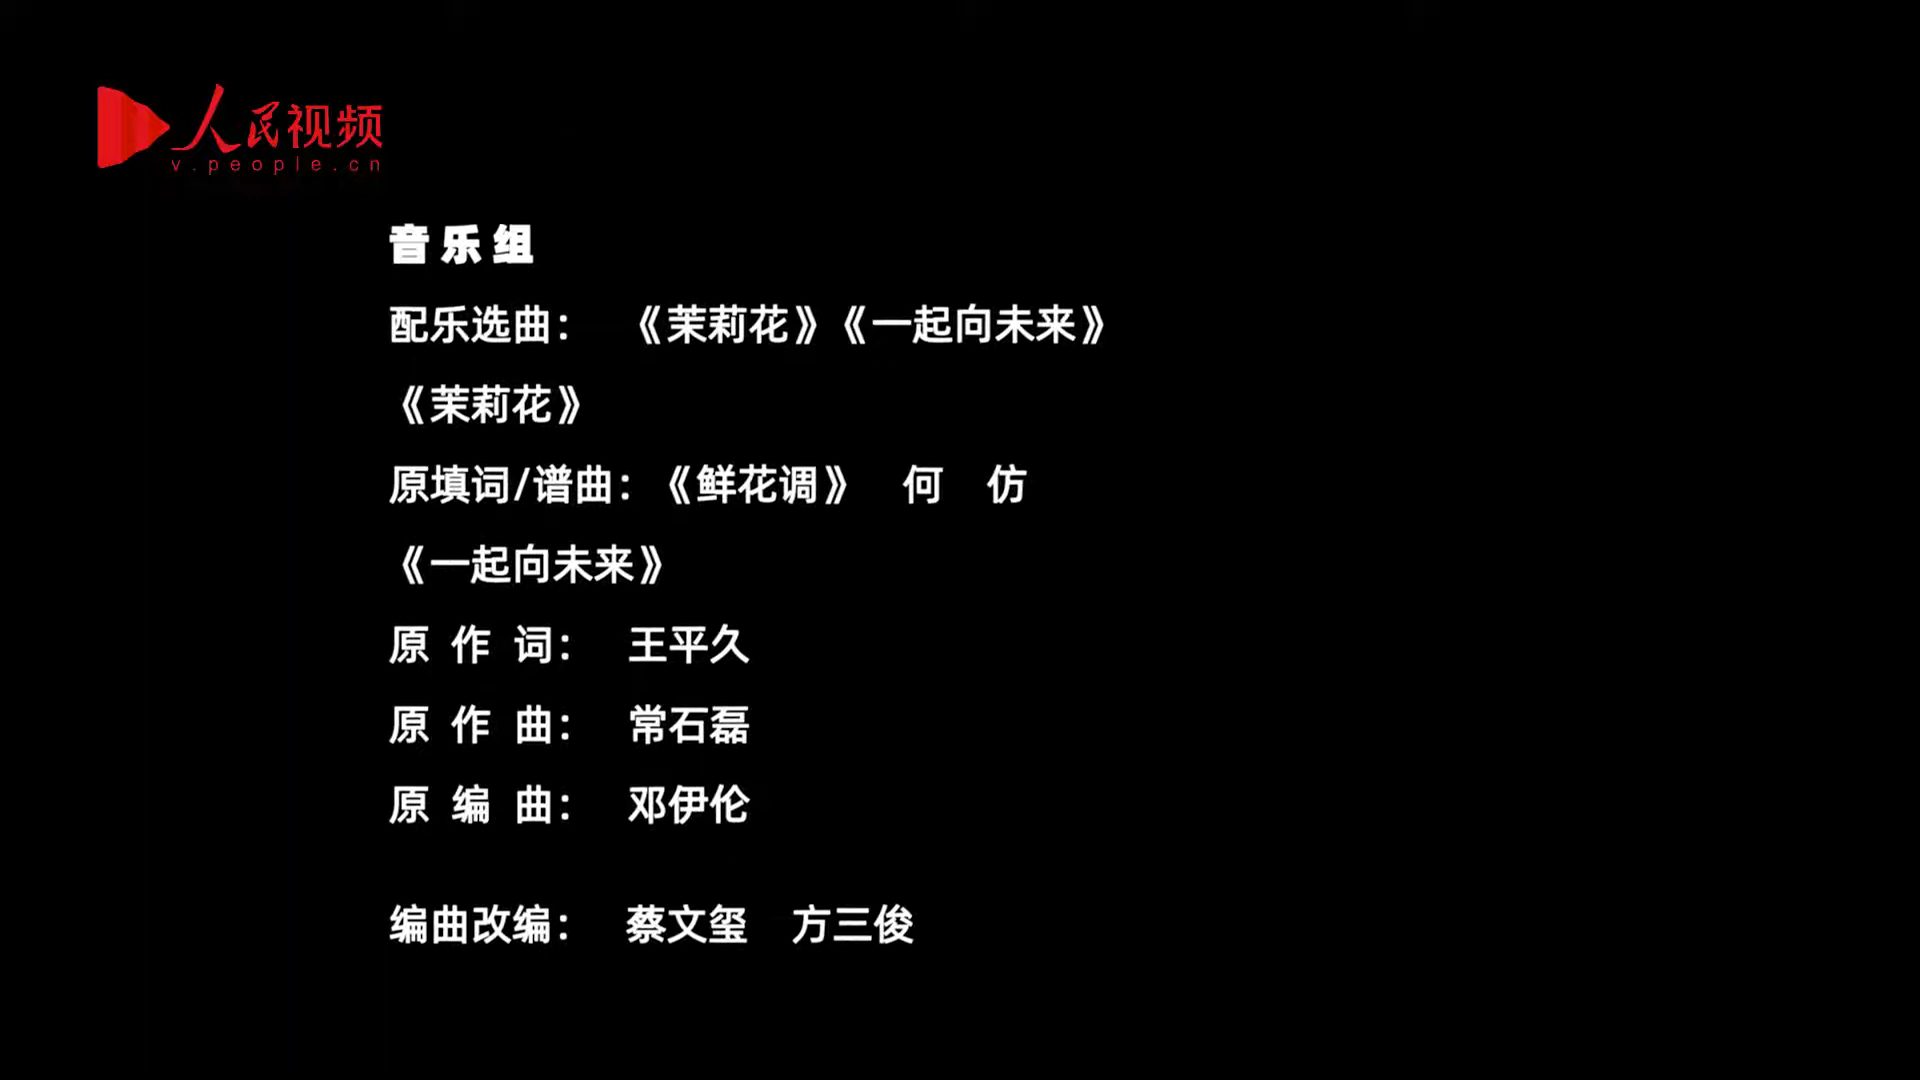 人民视频
v.people.cn
音乐组
配乐选曲： 《茉莉花》《一起向未来》
《茉莉花》
原填词/谱曲：《鲜花调》 何 仿
《一起向未来》
原 作 词： 王平久
原 作 曲： 常石磊
原 编 曲： 邓伊伦
编曲改编： 蔡文玺 方三俊